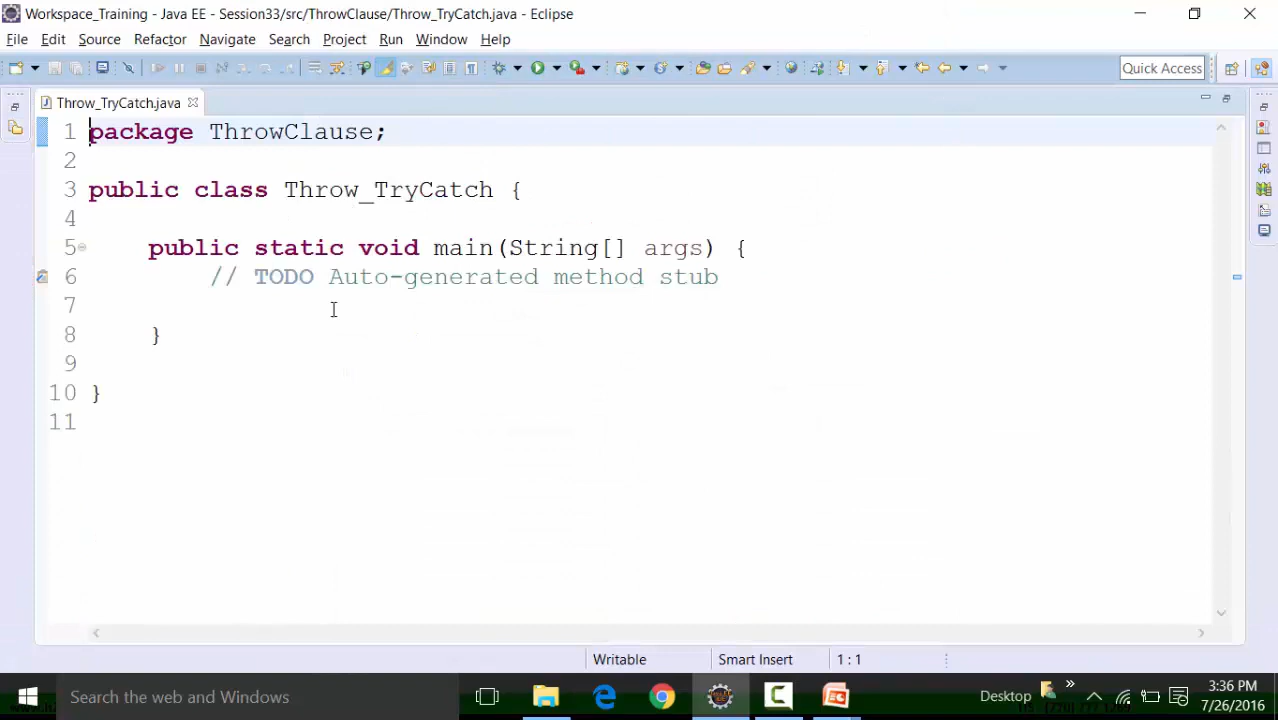 Workspace_Training - Java EE - Session33/src/ThrowClause/Throw_TryCatch.java - Eclipse
File Edit Source Refactor Navigate Search Project Run Window Help
Quick Access
Throw_TryCatch.java
1 package ThrowClause;
2
3 public class Throw_TryCatch {
4
5 public static void main(String[] args) {
6 // TODO Auto-generated method stub
7
8 }
9
10 }
11
Writable Smart Insert 1 : 1
Search the web and Windows
Desktop
3:36 PM
7/26/2016